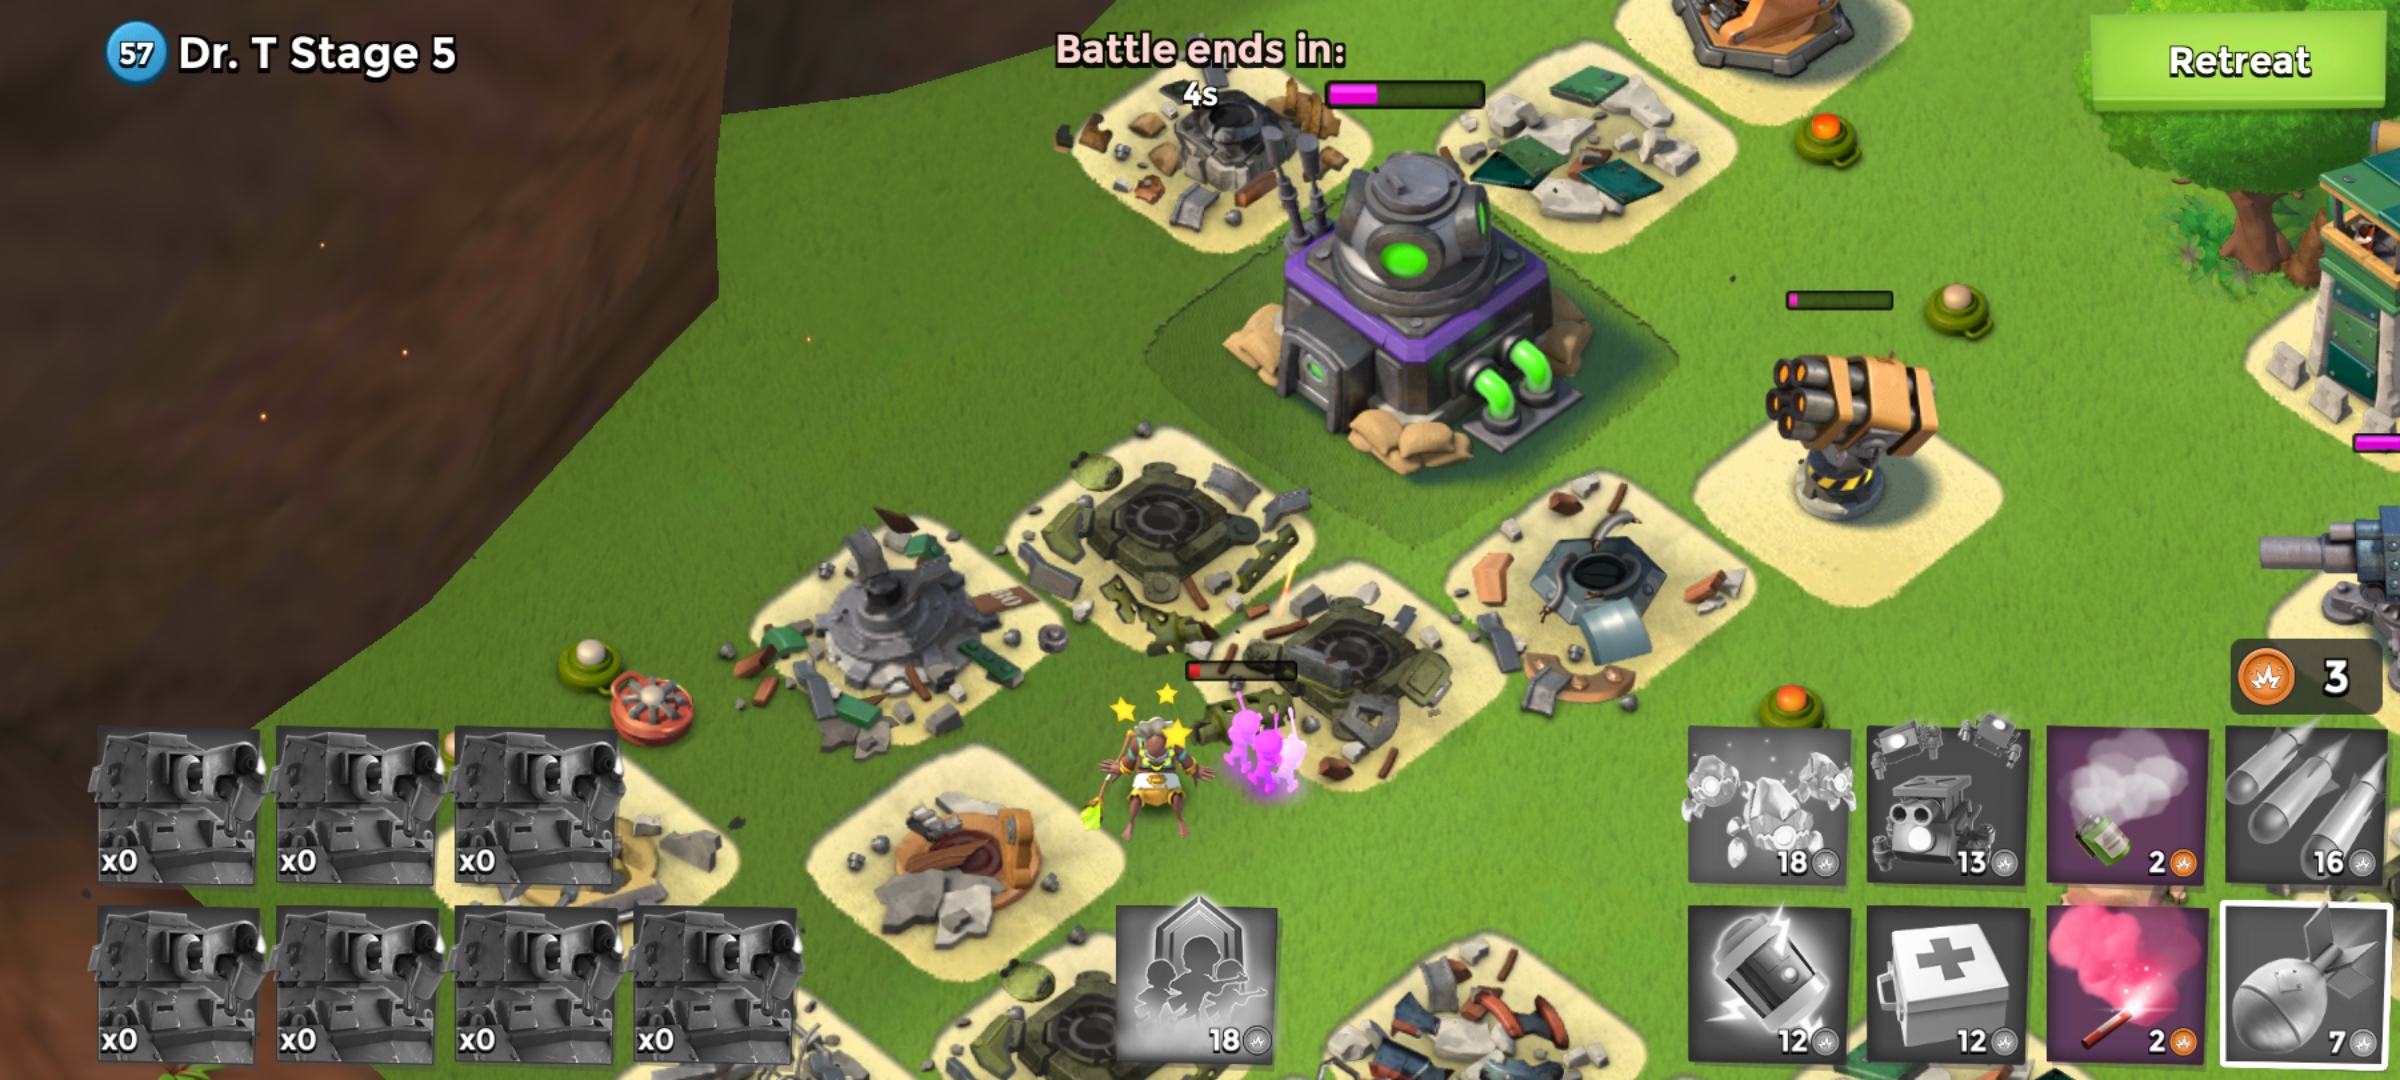 57 Dr. T Stage 5
Battle ends in:
4s
Retreat
3
x0 x0 x0
18 13 2 16
x0 x0 x0 x0
18
12 12 2 7